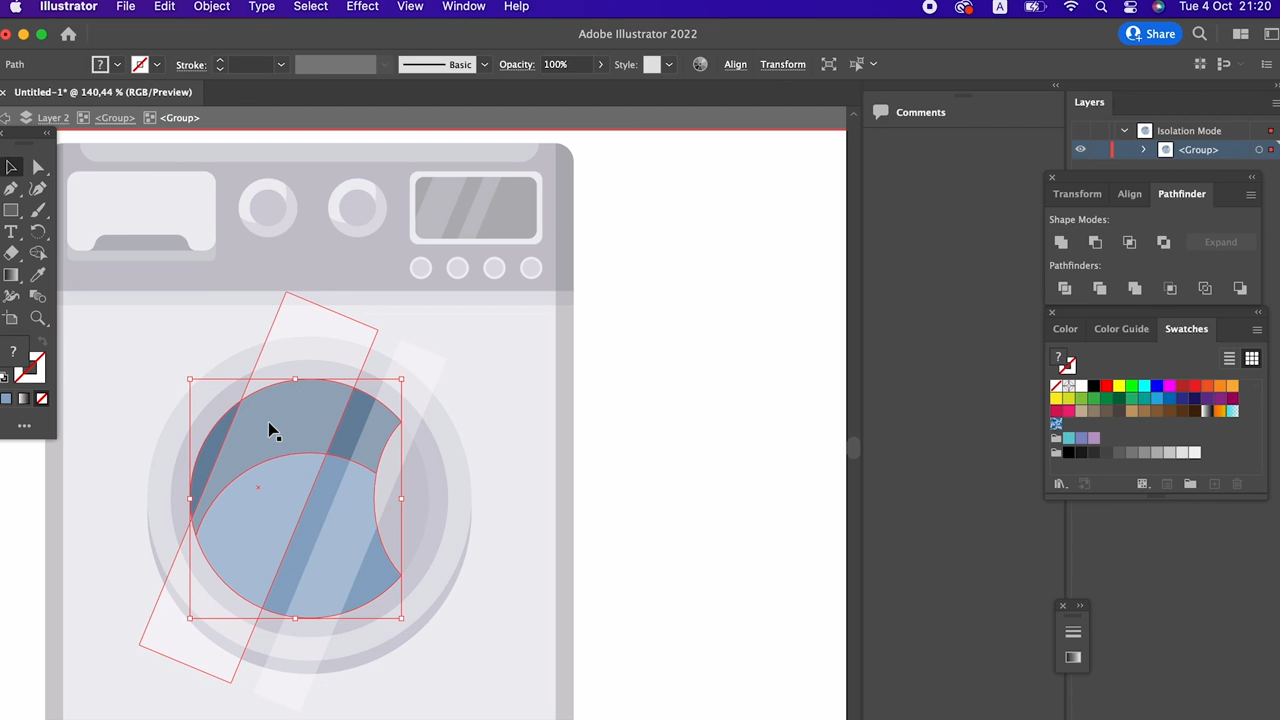 Illustrator File Edit Object Type Select Effect View Window Help A Tue 4 Oct 21:20
Adobe Illustrator 2022 Share
Path ? Stroke: Basic Opacity: 100% Style: Align Transform
× Untitled-1* @ 140,44 % (RGB/Preview)
Layer 2 <Group> <Group>
Comments
Layers
Isolation Mode
<Group>
Transform Align Pathfinder
Shape Modes:
Expand
Pathfinders:
Color Color Guide Swatches
?
?